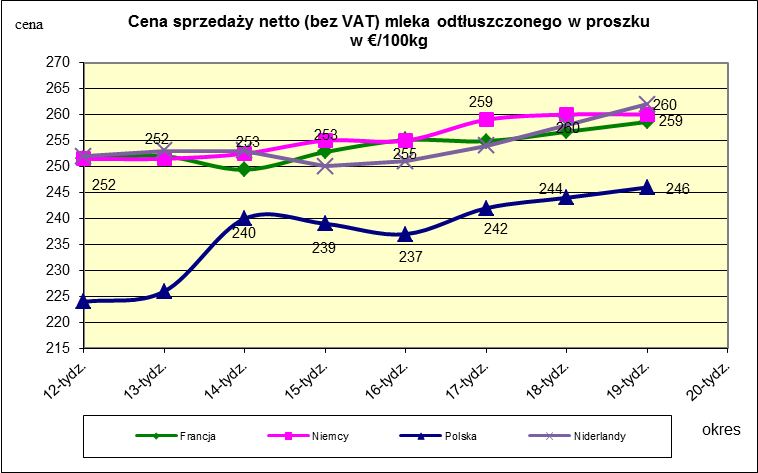 cena
Cena sprzedaży netto (bez VAT) mleka odtłuszczonego w proszku
w €/100kg
270
265
260
255
250
245
240
235
230
225
220
215
252
252
253
253
255
259
260
260
259
240
239
237
242
244
246
12-tydz.
13-tydz.
14-tydz.
15-tydz.
16-tydz.
17-tydz.
18-tydz.
19-tydz.
20-tydz.
okres
Francja
Niemcy
Polska
Niderlandy